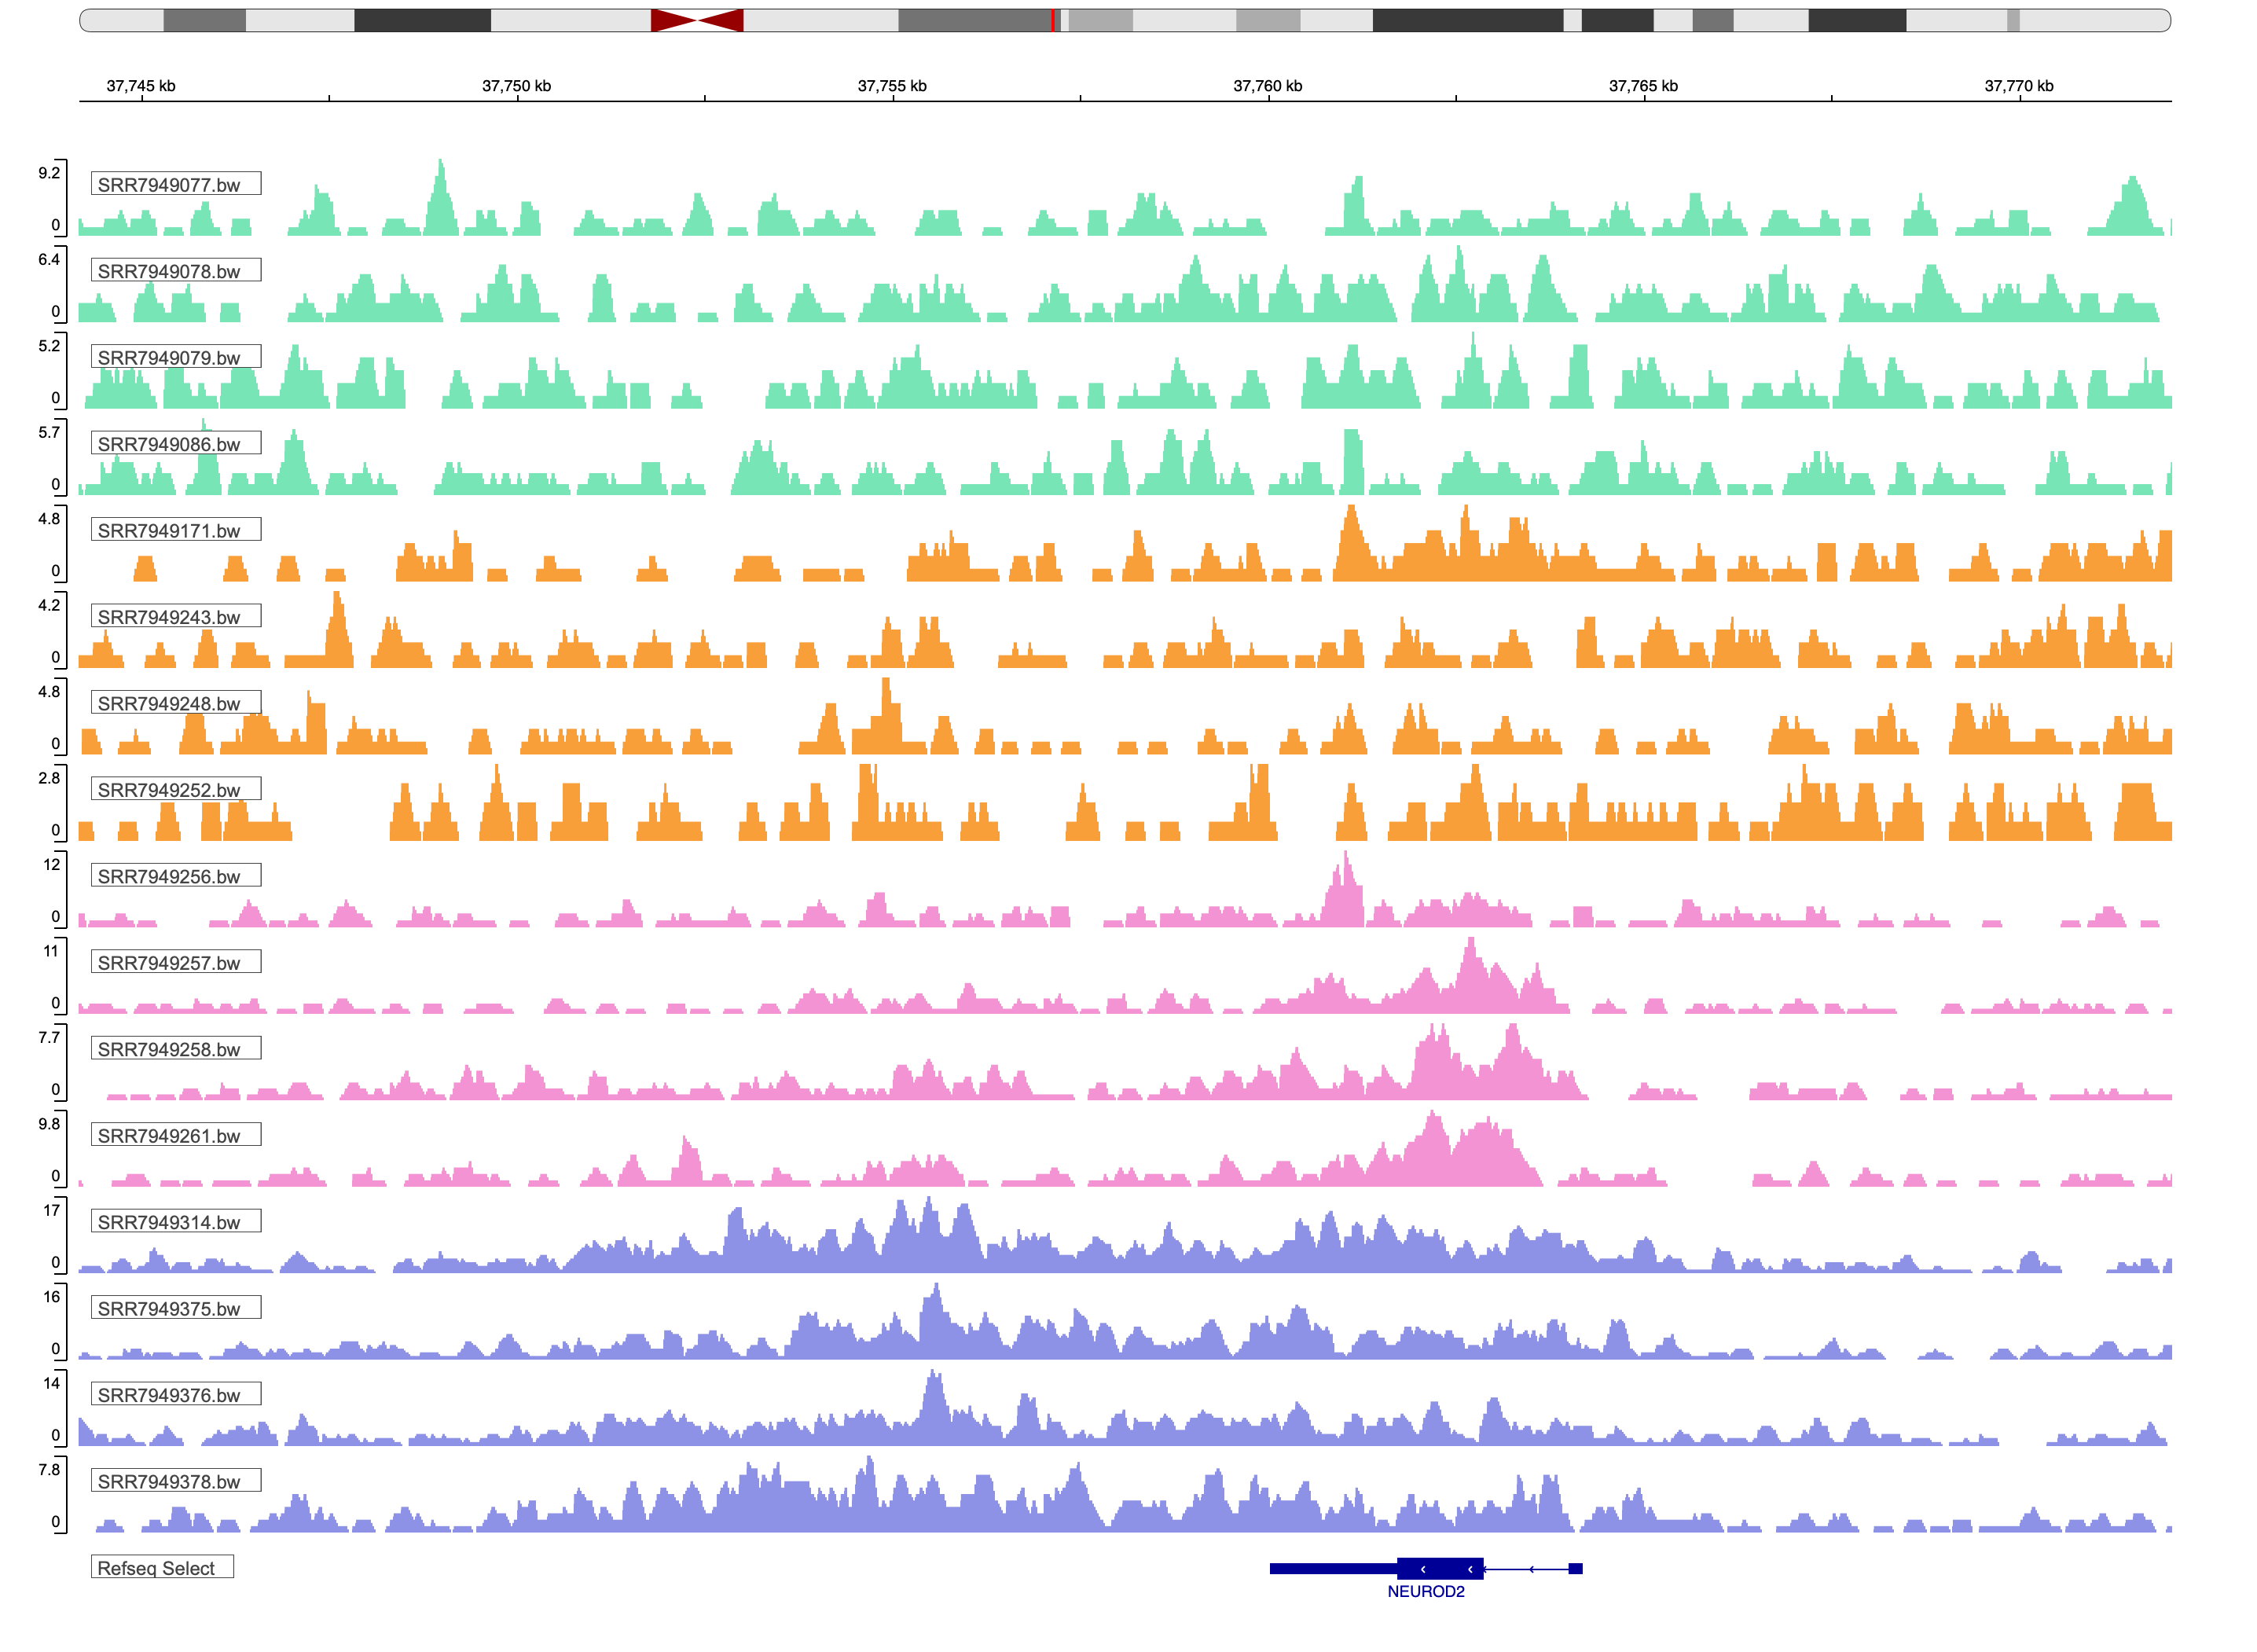 37,745 kb 37,750 kb 37,755 kb 37,760 kb 37,765 kb 37,770 kb
9.2
SRR7949077.bw
0
6.4
SRR7949078.bw
0
5.2
SRR7949079.bw
0
5.7
SRR7949086.bw
0
4.8
SRR7949171.bw
0
4.2
SRR7949243.bw
0
4.8
SRR7949248.bw
0
2.8
SRR7949252.bw
0
12
SRR7949256.bw
0
11
SRR7949257.bw
0
7.7
SRR7949258.bw
0
9.8
SRR7949261.bw
0
17
SRR7949314.bw
0
16
SRR7949375.bw
0
14
SRR7949376.bw
0
7.8
SRR7949378.bw
0
Refseq Select
NEUROD2